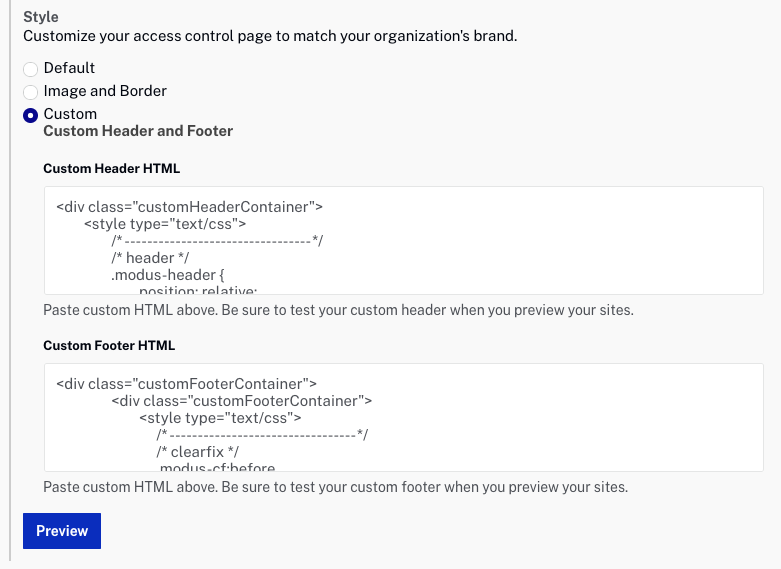 Style
Customize your access control page to match your organization's brand.
Default
Image and Border
Custom
Custom Header and Footer
Custom Header HTML
<div class="customHeaderContainer">
<style type="text/css">
/*---------------------------------*/
/* header */
.modus-header {
position: relative;
Paste custom HTML above. Be sure to test your custom header when you preview your sites.
Custom Footer HTML
<div class="customFooterContainer">
<div class="customFooterContainer">
<style type="text/css">
/*---------------------------------*/
/* clearfix */
.modus-cf:before
Paste custom HTML above. Be sure to test your custom footer when you preview your sites.
Preview